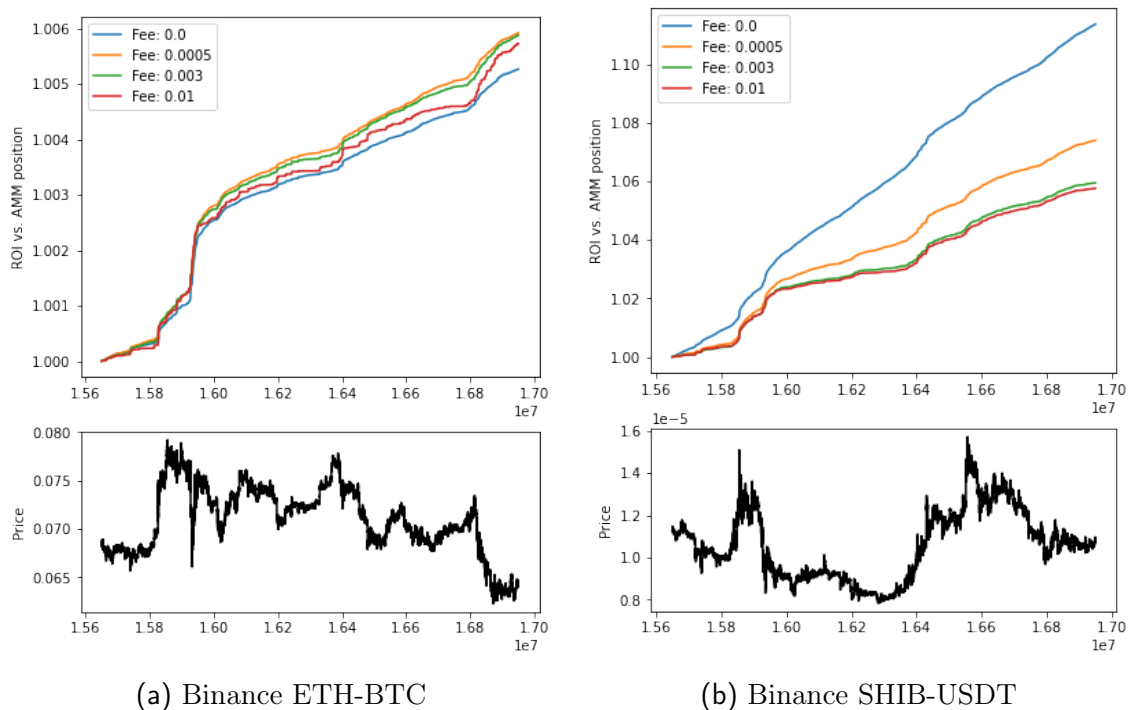 Fee: 0.0
Fee: 0.0005
Fee: 0.003
Fee: 0.01
ROI vs. AMM position
1.006
1.005
1.004
1.003
1.002
1.001
1.000
1.56 1.58 1.60 1.62 1.64 1.66 1.68 1.70
1e7
Price
0.080
0.075
0.070
0.065
1.56 1.58 1.60 1.62 1.64 1.66 1.68 1.70
1e7
(a) Binance ETH-BTC
Fee: 0.0
Fee: 0.0005
Fee: 0.003
Fee: 0.01
ROI vs. AMM position
1.10
1.08
1.06
1.04
1.02
1.00
1.56 1.58 1.60 1.62 1.64 1.66 1.68 1.70
1e7
1e−5
Price
1.6
1.4
1.2
1.0
0.8
1.56 1.58 1.60 1.62 1.64 1.66 1.68 1.70
1e7
(b) Binance SHIB-USDT